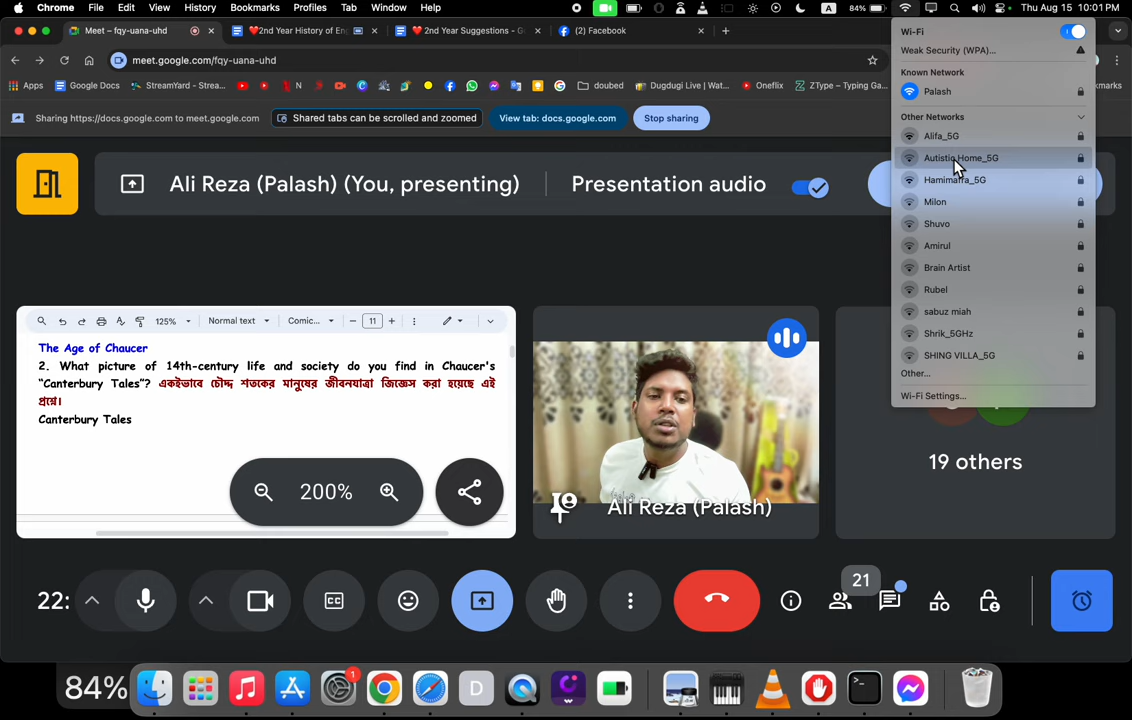 Chrome File Edit View History Bookmarks Profiles Tab Window Help A 84% Thu Aug 15 10:01 PM
Meet – fqy-uana-uhd
❤️2nd Year History of En
❤️ 2nd Year Suggestions - G
(2) Facebook
meet.google.com/fqy-uana-uhd
Apps Google Docs StreamYard - Strea... N doubed Dugdugi Live | Wat... Oneflix ZType – Typing Ga...
Sharing https://docs.google.com to meet.google.com
Shared tabs can be scrolled and zoomed
View tab: docs.google.com
Stop sharing
Ali Reza (Palash) (You, presenting)
Presentation audio
Wi-Fi
Weak Security (WPA)...
Known Network
Palash
Other Networks
Alifa_5G
Hamimafra_5G
Milon
Shuvo
Amirul
Brain Artist
Rubel
sabuz miah
Shrik_5GHz
SHING VILLA_5G
Other...
Wi-Fi Settings...
125% Normal text Comic... 11
The Age of Chaucer
2. What picture of 14th-century life and society do you find in Chaucer's
"Canterbury Tales"? একইভাবে চৌদ্দ শতকের মানুষের জীবনযাত্রা জিজ্ঞেস করা হয়েছে এই
প্রশ্নে।
Canterbury Tales
200%
Ali Reza (Palash)
19 others
22:
21
84%
1
D